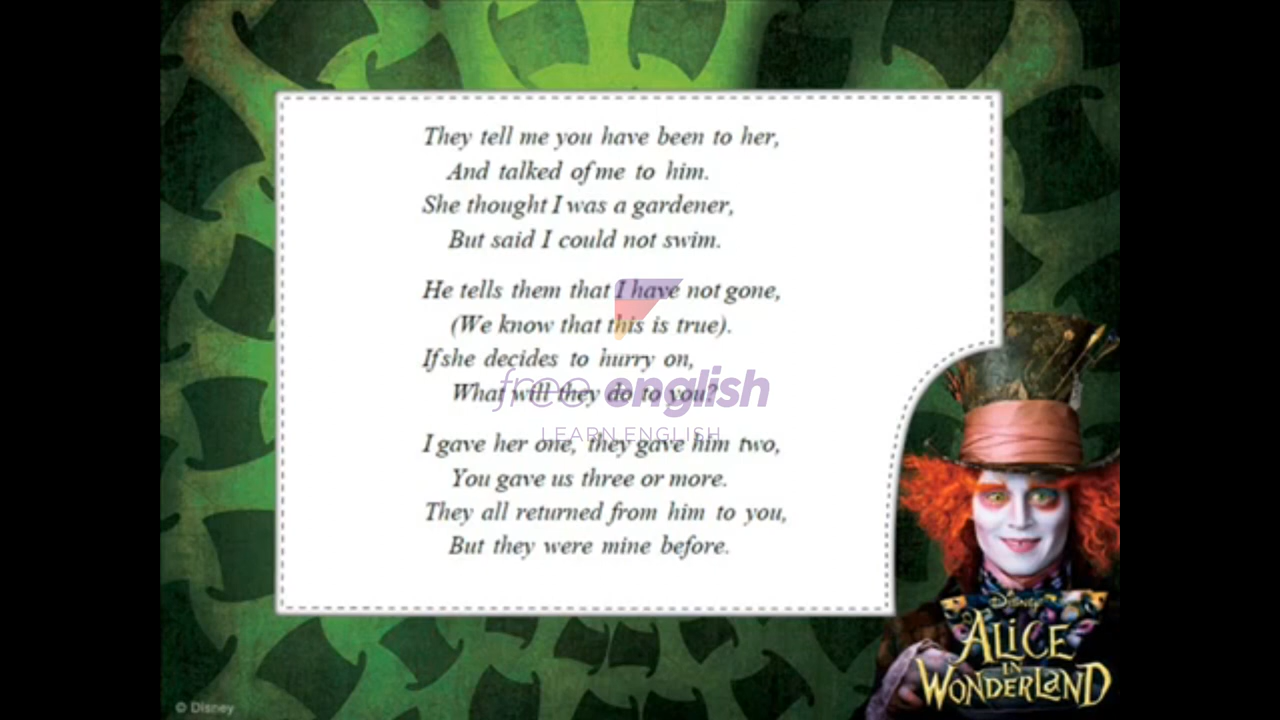 They tell me you have been to her,
And talked of me to him.
She thought I was a gardener,
But said I could not swim.
He tells them that I have not gone,
(We know that this is true).
If she decides to hurry on,
What will they do to you?
free english
LEARN ENGLISH
I gave her one, they gave him two,
You gave us three or more.
They all returned from him to you,
But they were mine before.
DISNEY
ALICE
IN
WONDERLAND
© Disney